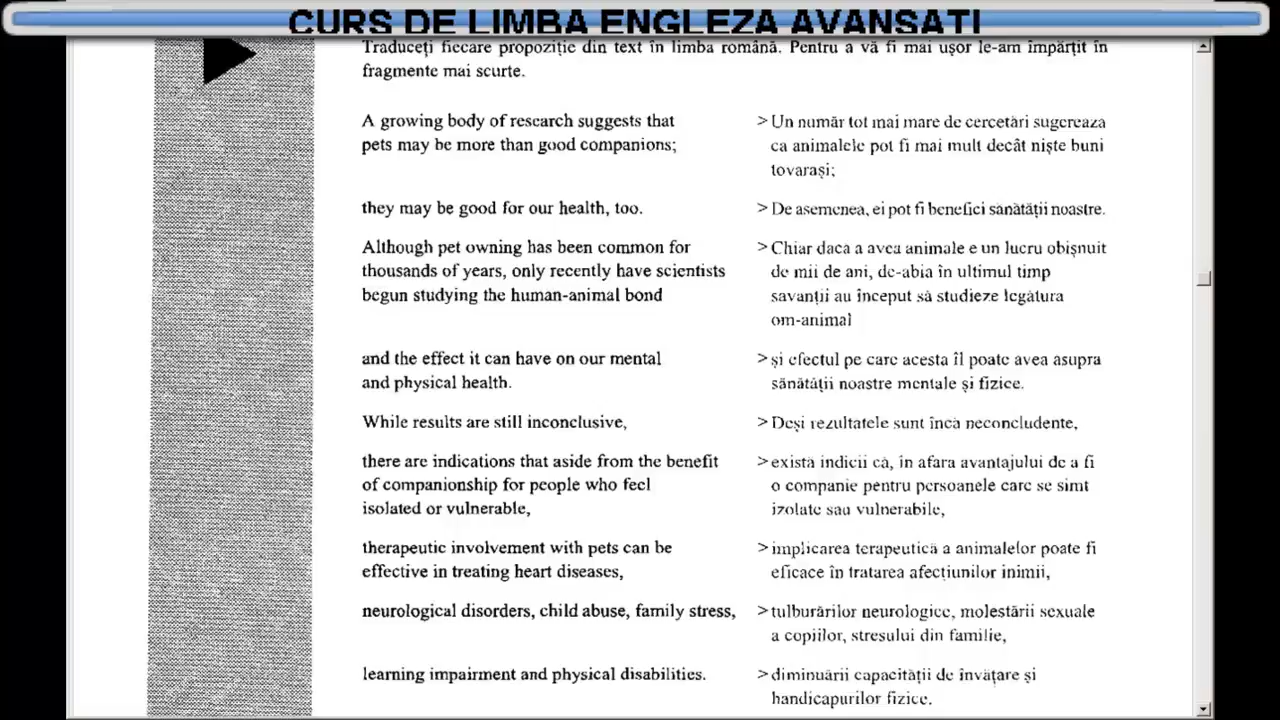 CURS DE LIMBA ENGLEZA AVANSATI
Traduceți fiecare propoziție din text în limba română. Pentru a vă fi mai ușor le-am împărțit în
fragmente mai scurte.
A growing body of research suggests that
pets may be more than good companions;
> Un număr tot mai mare de cercetări sugerează
că animalele pot fi mai mult decât niște buni
tovarași;
they may be good for our health, too.
> De asemenea, ei pot fi benefici sănătății noastre.
Although pet owning has been common for
thousands of years, only recently have scientists
begun studying the human-animal bond
> Chiar dacă a avea animale e un lucru obișnuit
de mii de ani, de-abia în ultimul timp
savanții au început să studieze legătura
om-animal
and the effect it can have on our mental
and physical health.
> și efectul pe care acesta îl poate avea asupra
sănătății noastre mentale și fizice.
While results are still inconclusive,
> Deși rezultatele sunt încă neconcludente,
there are indications that aside from the benefit
of companionship for people who feel
isolated or vulnerable,
> există indicii că, în afara avantajului de a fi
o companie pentru persoanele care se simt
izolate sau vulnerabile,
therapeutic involvement with pets can be
effective in treating heart diseases,
> implicarea terapeutică a animalelor poate fi
eficace în tratarea afecțiunilor inimii,
neurological disorders, child abuse, family stress,
> tulburărilor neurologice, molestării sexuale
a copiilor, stresului din familie,
learning impairment and physical disabilities.
> diminuării capacității de învățare și
handicapurilor fizice.